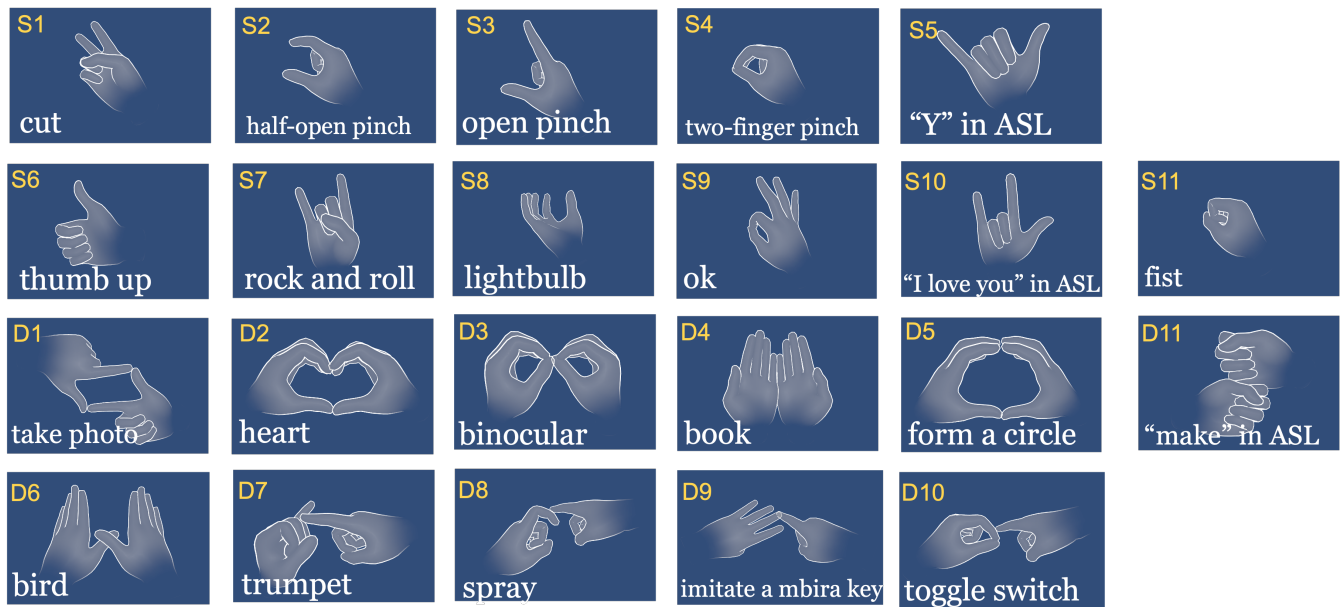 S1
cut
S2
half-open pinch
S3
open pinch
S4
two-finger pinch
S5
“Y” in ASL
S6
thumb up
S7
rock and roll
S8
lightbulb
S9
ok
S10
“I love you” in ASL
S11
fist
D1
take photo
D2
heart
D3
binocular
D4
book
D5
form a circle
D11
“make” in ASL
D6
bird
D7
trumpet
D8
spray
D9
imitate a mbira key
D10
toggle switch